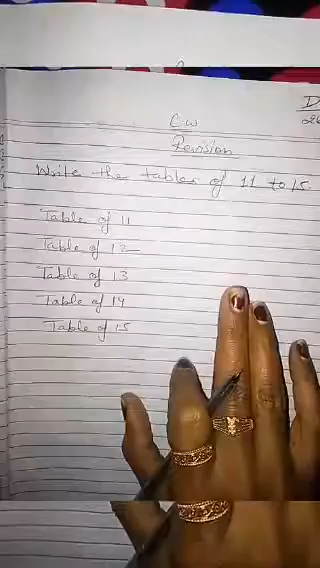 D
C W
Revision
Write the tables of 11 to 15
Table of 11
Table of 12
Table of 13
Table of 14
Table of 15